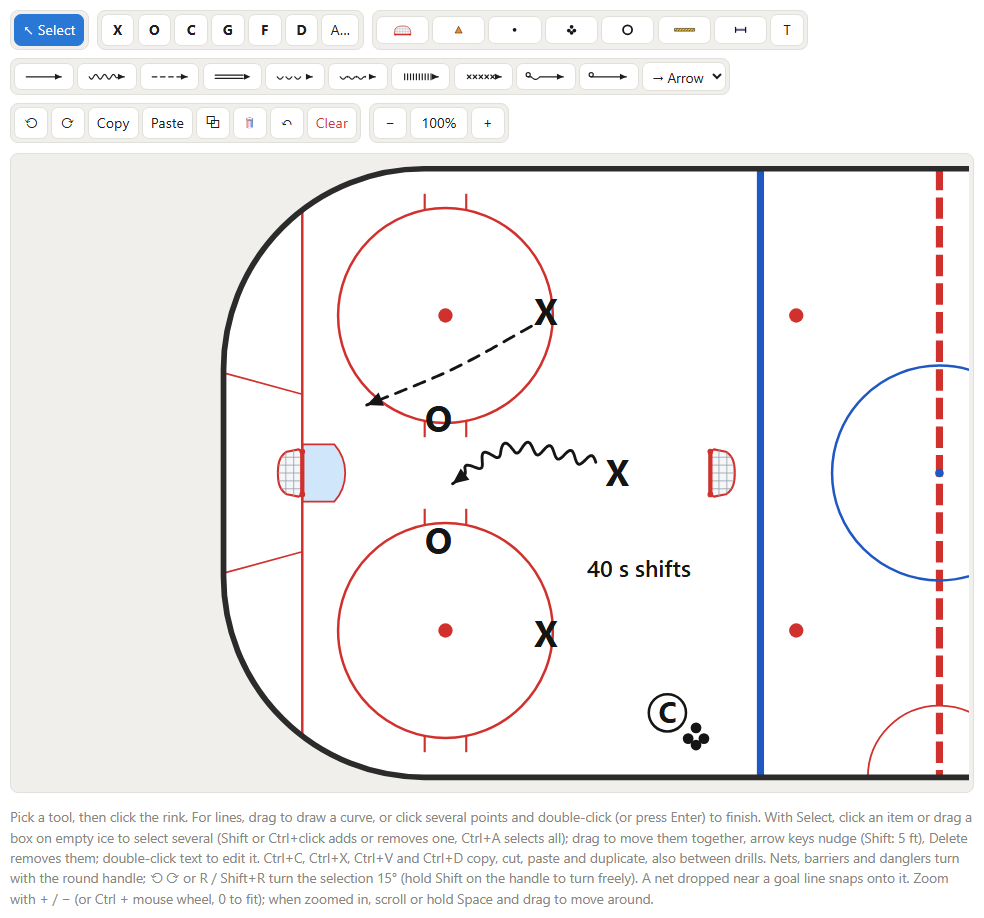 Select X O C G F D A... T
→ Arrow
Copy Paste Clear − 100% +
X
O
X
O
40 s shifts
X
C
Pick a tool, then click the rink. For lines, drag to draw a curve, or click several points and double-click (or press Enter) to finish. With Select, click an item or drag a
box on empty ice to select several (Shift or Ctrl+click adds or removes one, Ctrl+A selects all); drag to move them together, arrow keys nudge (Shift: 5 ft), Delete
removes them; double-click text to edit it. Ctrl+C, Ctrl+X, Ctrl+V and Ctrl+D copy, cut, paste and duplicate, also between drills. Nets, barriers and danglers turn
with the round handle; ⟲ ⟳ or R / Shift+R turn the selection 15° (hold Shift on the handle to turn freely). A net dropped near a goal line snaps onto it. Zoom
with + / − (or Ctrl + mouse wheel, 0 to fit); when zoomed in, scroll or hold Space and drag to move around.